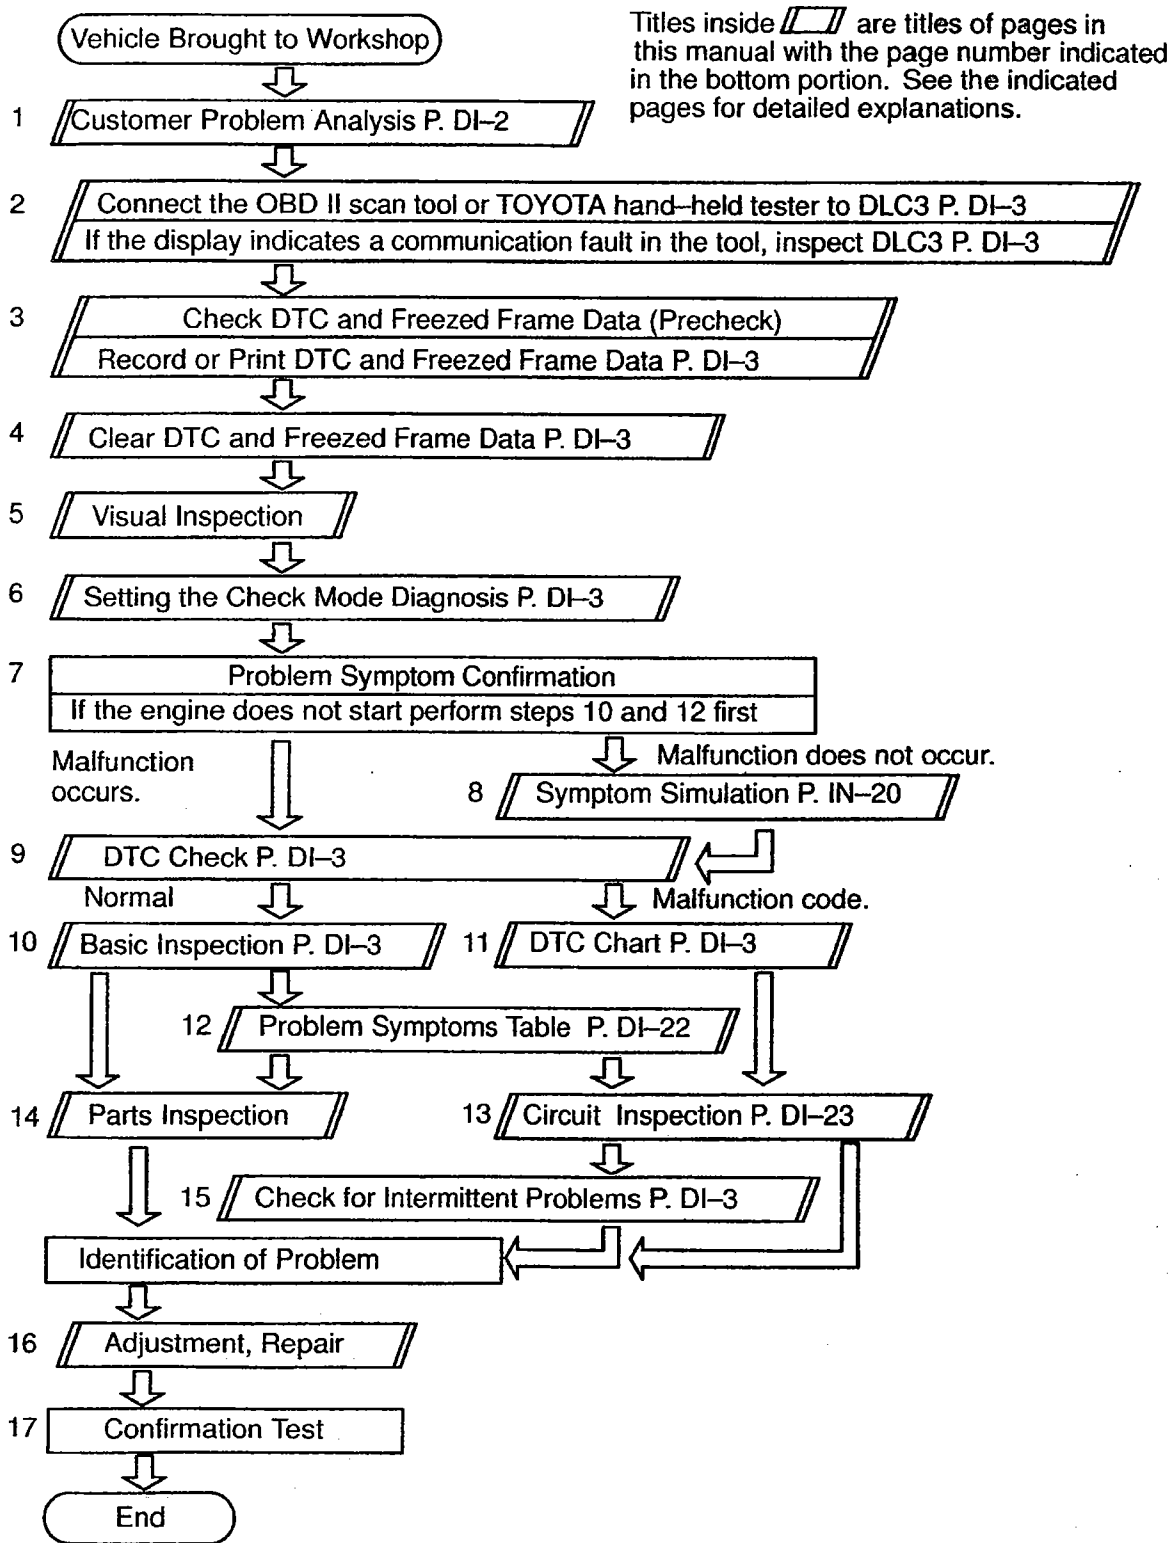 Vehicle Brought to Workshop
Titles inside are titles of pages in
this manual with the page number indicated
in the bottom portion. See the indicated
pages for detailed explanations.
1 Customer Problem Analysis P. DI–2
2 Connect the OBD II scan tool or TOYOTA hand–held tester to DLC3 P. DI–3
If the display indicates a communication fault in the tool, inspect DLC3 P. DI–3
3 Check DTC and Freezed Frame Data (Precheck)
Record or Print DTC and Freezed Frame Data P. DI–3
4 Clear DTC and Freezed Frame Data P. DI–3
5 Visual Inspection
6 Setting the Check Mode Diagnosis P. DI–3
7 Problem Symptom Confirmation
If the engine does not start perform steps 10 and 12 first
Malfunction
occurs.
Malfunction does not occur.
8 Symptom Simulation P. IN–20
9 DTC Check P. DI–3
Normal
Malfunction code.
10 Basic Inspection P. DI–3
11 DTC Chart P. DI–3
12 Problem Symptoms Table P. DI–22
14 Parts Inspection
13 Circuit Inspection P. DI–23
15 Check for Intermittent Problems P. DI–3
Identification of Problem
16 Adjustment, Repair
17 Confirmation Test
End